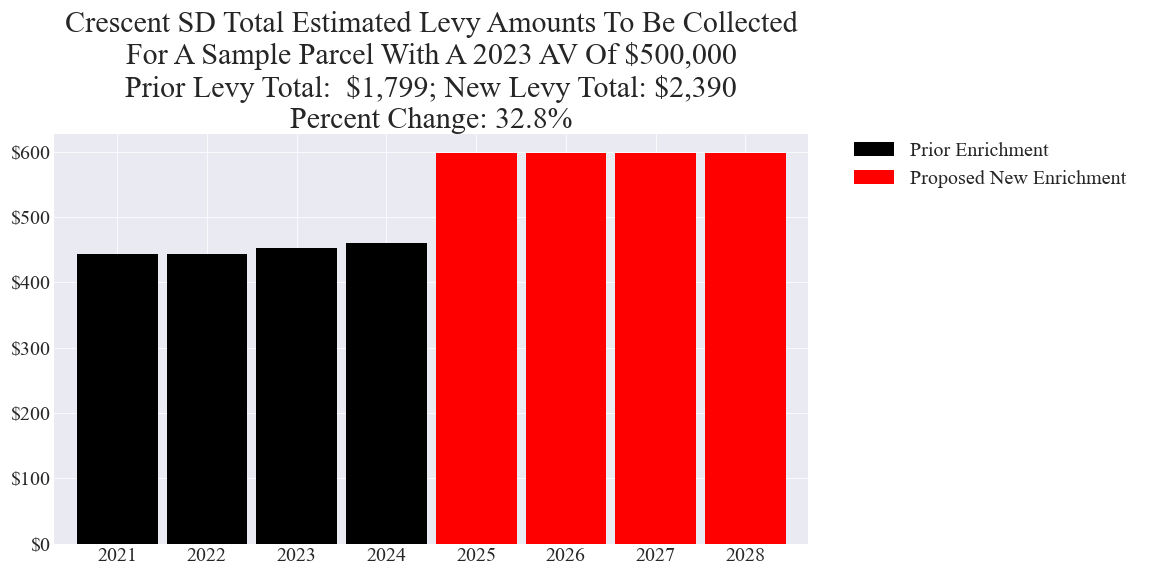 Crescent SD Total Estimated Levy Amounts To Be Collected
For A Sample Parcel With A 2023 AV Of $500,000
Prior Levy Total:  $1,799; New Levy Total: $2,390
Percent Change: 32.8%
Prior Enrichment
Proposed New Enrichment
$600
$500
$400
$300
$200
$100
$0
2021 2022 2023 2024 2025 2026 2027 2028